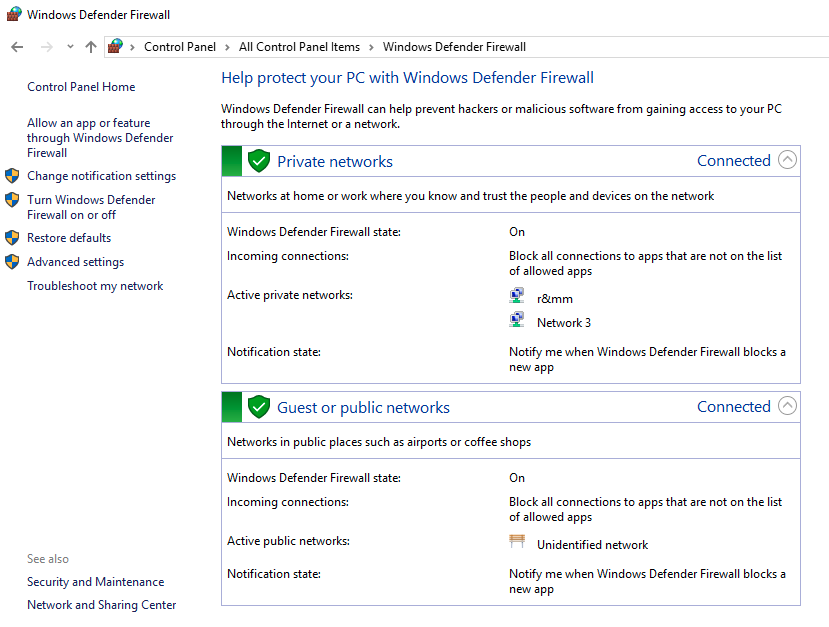 Windows Defender Firewall
Control Panel > All Control Panel Items > Windows Defender Firewall
Control Panel Home
Allow an app or feature
through Windows Defender
Firewall
Change notification settings
Turn Windows Defender
Firewall on or off
Restore defaults
Advanced settings
Troubleshoot my network
See also
Security and Maintenance
Network and Sharing Center
Help protect your PC with Windows Defender Firewall
Windows Defender Firewall can help prevent hackers or malicious software from gaining access to your PC
through the Internet or a network.
Private networks Connected
Networks at home or work where you know and trust the people and devices on the network
Windows Defender Firewall state: On
Incoming connections: Block all connections to apps that are not on the list
of allowed apps
Active private networks: r&mm
Network 3
Notification state: Notify me when Windows Defender Firewall blocks a
new app
Guest or public networks Connected
Networks in public places such as airports or coffee shops
Windows Defender Firewall state: On
Incoming connections: Block all connections to apps that are not on the list
of allowed apps
Active public networks: Unidentified network
Notification state: Notify me when Windows Defender Firewall blocks a
new app